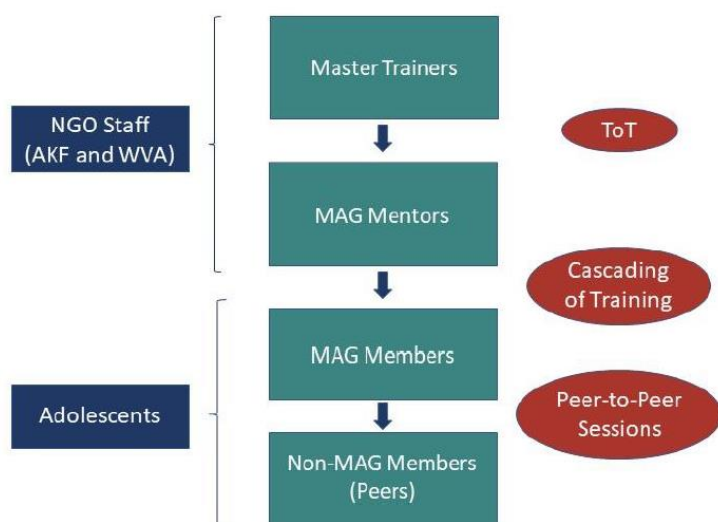 Master Trainers
NGO Staff
(AKF and WVA)
ToT
MAG Mentors
Cascading
of Training
MAG Members
Adolescents
Peer-to-Peer
Sessions
Non-MAG Members
(Peers)